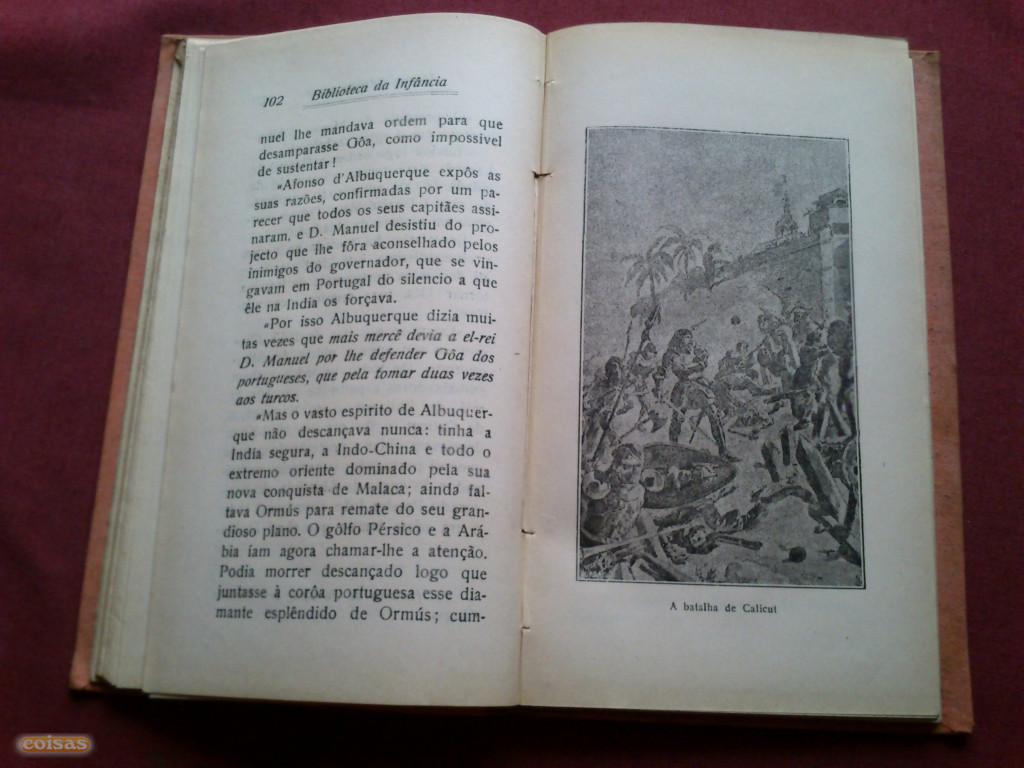 102 Biblioteca da Infância
nuel lhe mandava ordem para que
desamparasse Gôa, como impossivel
de sustentar!
«Afonso d'Albuquerque expôs as
suas razões, confirmadas por um pa-
recer que todos os seus capitães assi-
naram, e D. Manuel desistiu do pro-
jecto que lhe fôra aconselhado pelos
inimigos do governador, que se vin-
gavam em Portugal do silencio a que
êle na India os forçava.
«Por isso Albuquerque dizia mui-
tas vezes que mais mercê devia a el-rei
D. Manuel por lhe defender Gôa dos
portugueses, que pela tomar duas vezes
aos turcos.
«Mas o vasto espirito de Albuquer-
que não descançava nunca: tinha a
India segura, a Indo-China e todo o
extremo oriente dominado pela sua
nova conquista de Malaca; ainda fal-
tava Ormús para remate do seu gran-
dioso plano. O gôlfo Pérsico e a Ará-
bia íam agora chamar-lhe a atenção.
Podia morrer descançado logo que
juntasse à corôa portuguesa esse dia-
mante esplêndido de Ormús; cum-
A batalha de Calicut
coisas